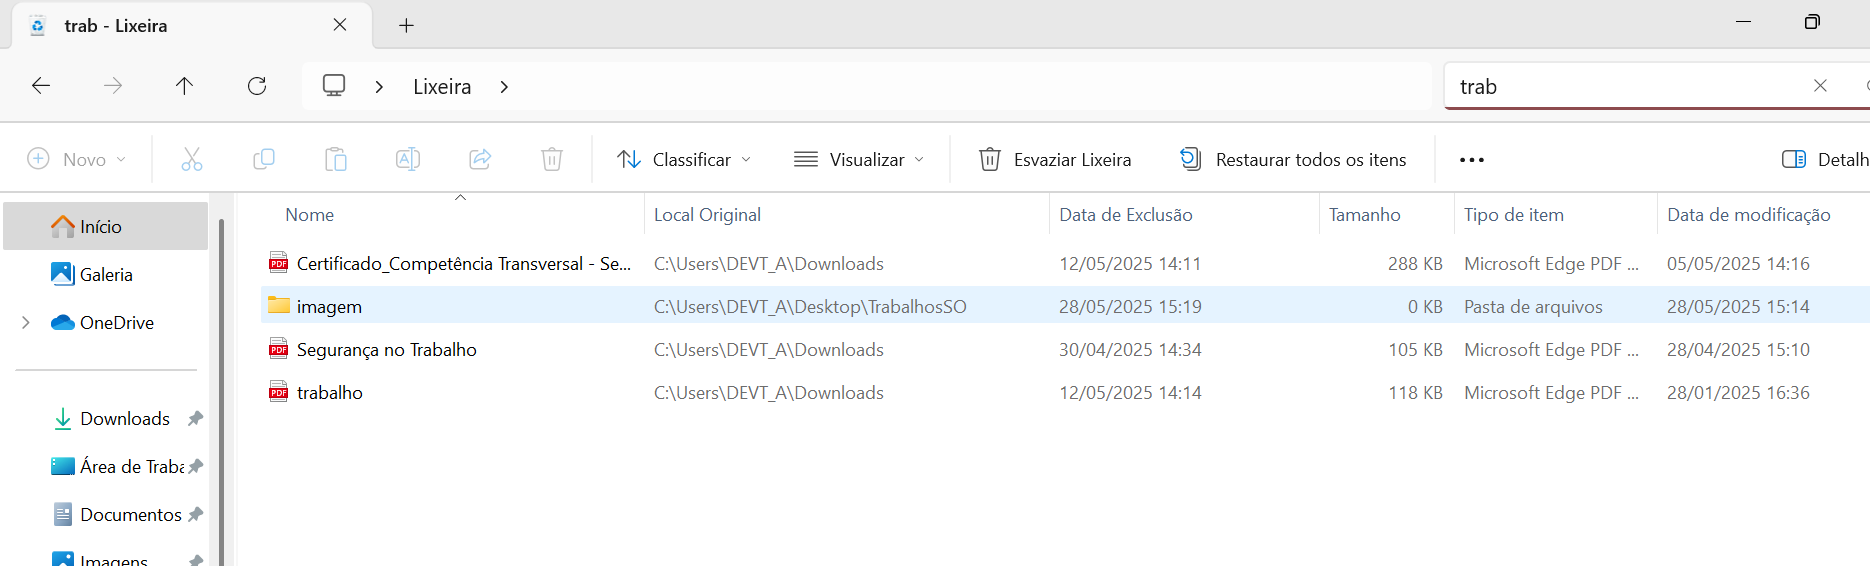 trab - Lixeira
Lixeira
trab
Novo
Classificar
Visualizar
Esvaziar Lixeira
Restaurar todos os itens
Detalh
Início
Galeria
OneDrive
Downloads
Área de Traba
Documentos
Imagens
Nome Local Original Data de Exclusão Tamanho Tipo de item Data de modificação
PDF Certificado_Competência Transversal - Se... C:\Users\DEVT_A\Downloads 12/05/2025 14:11 288 KB Microsoft Edge PDF ... 05/05/2025 14:16
imagem C:\Users\DEVT_A\Desktop\TrabalhosSO 28/05/2025 15:19 0 KB Pasta de arquivos 28/05/2025 15:14
PDF Segurança no Trabalho C:\Users\DEVT_A\Downloads 30/04/2025 14:34 105 KB Microsoft Edge PDF ... 28/04/2025 15:10
PDF trabalho C:\Users\DEVT_A\Downloads 12/05/2025 14:14 118 KB Microsoft Edge PDF ... 28/01/2025 16:36